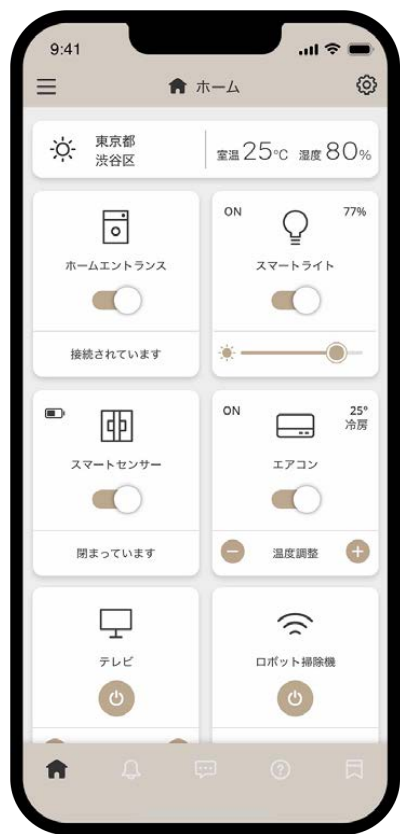 9:41
ホーム
東京都
渋谷区
室温 25°C 湿度 80%
ホームエントランス
接続されています
ON 77%
スマートライト
スマートセンサー
閉まっています
ON 25°
冷房
エアコン
温度調整
テレビ
ロボット掃除機